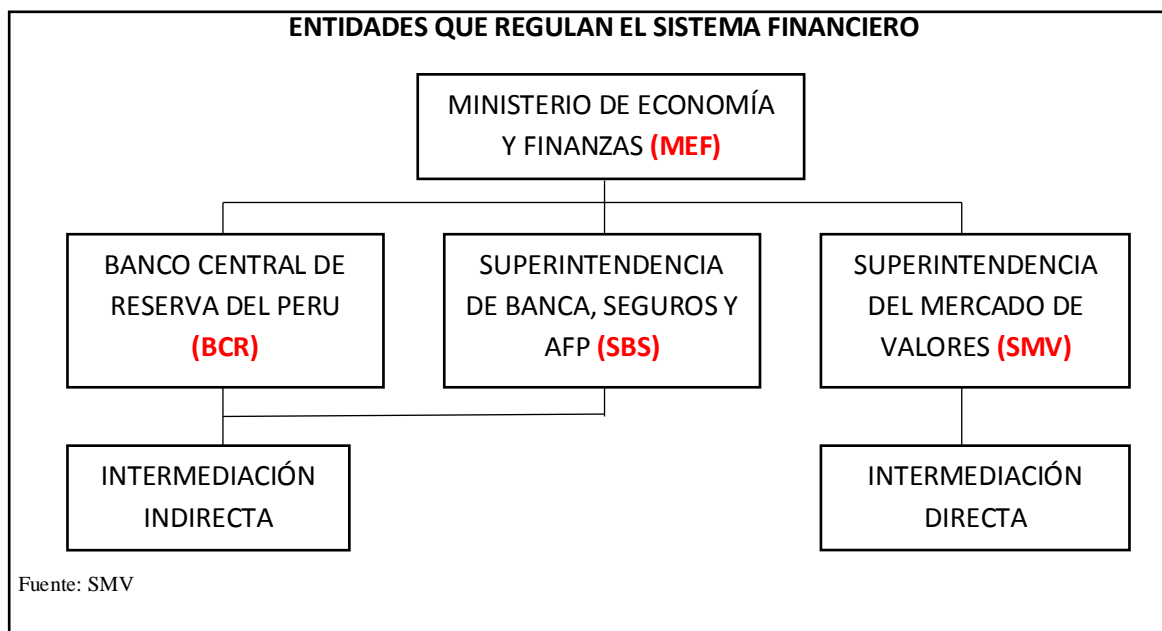 ENTIDADES QUE REGULAN EL SISTEMA FINANCIERO
MINISTERIO DE ECONOMÍA
Y FINANZAS (MEF)
BANCO CENTRAL DE
RESERVA DEL PERU
(BCR)
SUPERINTENDENCIA
DE BANCA, SEGUROS Y
AFP (SBS)
SUPERINTENDENCIA
DEL MERCADO DE
VALORES (SMV)
INTERMEDIACIÓN
INDIRECTA
INTERMEDIACIÓN
DIRECTA
Fuente: SMV